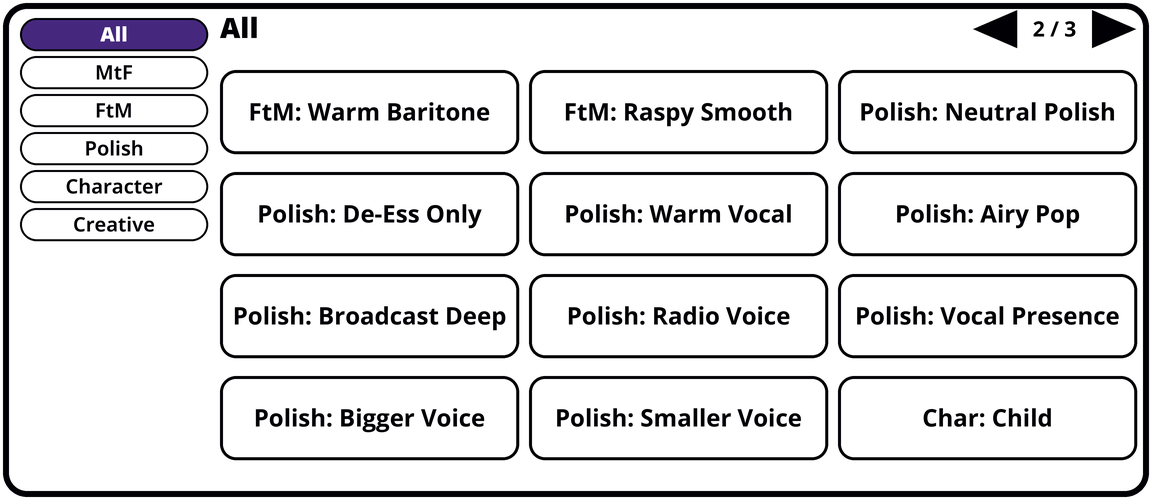 All
MtF
FtM
Polish
Character
Creative
All
2 / 3
FtM: Warm Baritone
FtM: Raspy Smooth
Polish: Neutral Polish
Polish: De-Ess Only
Polish: Warm Vocal
Polish: Airy Pop
Polish: Broadcast Deep
Polish: Radio Voice
Polish: Vocal Presence
Polish: Bigger Voice
Polish: Smaller Voice
Char: Child